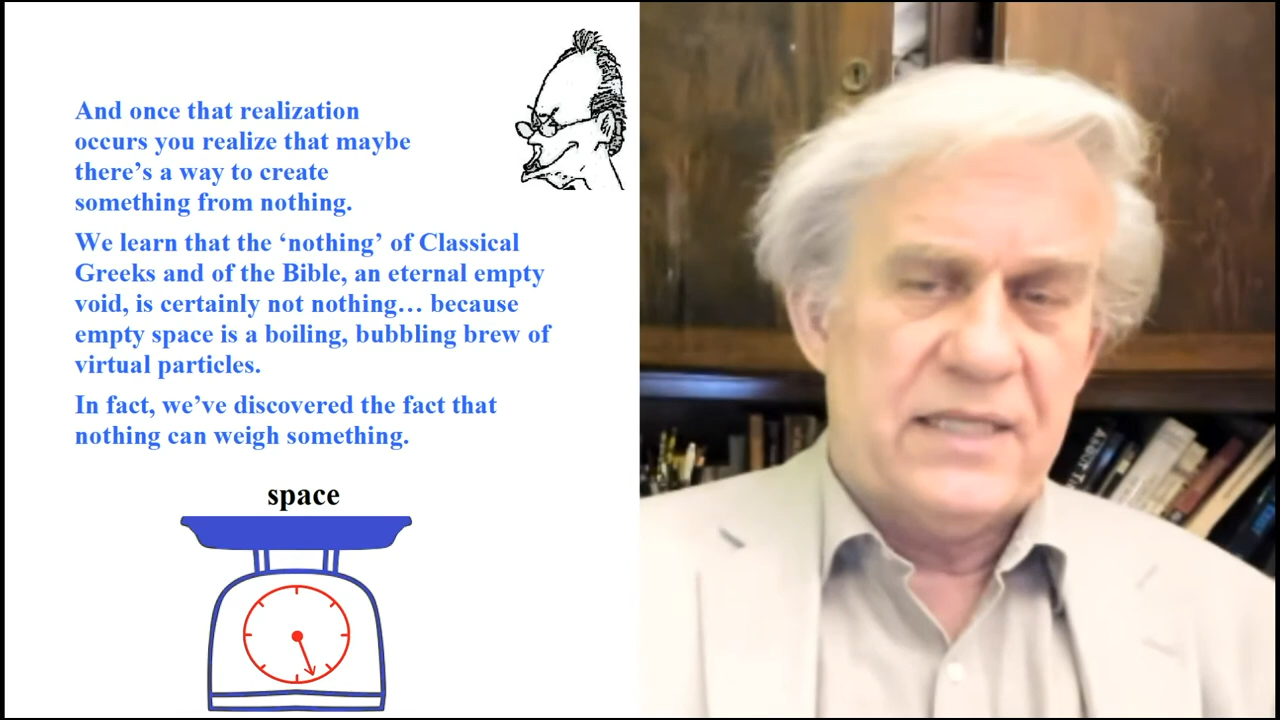 And once that realization
occurs you realize that maybe
there’s a way to create
something from nothing.
We learn that the ‘nothing’ of Classical
Greeks and of the Bible, an eternal empty
void, is certainly not nothing… because
empty space is a boiling, bubbling brew of
virtual particles.
In fact, we’ve discovered the fact that
nothing can weigh something.
space